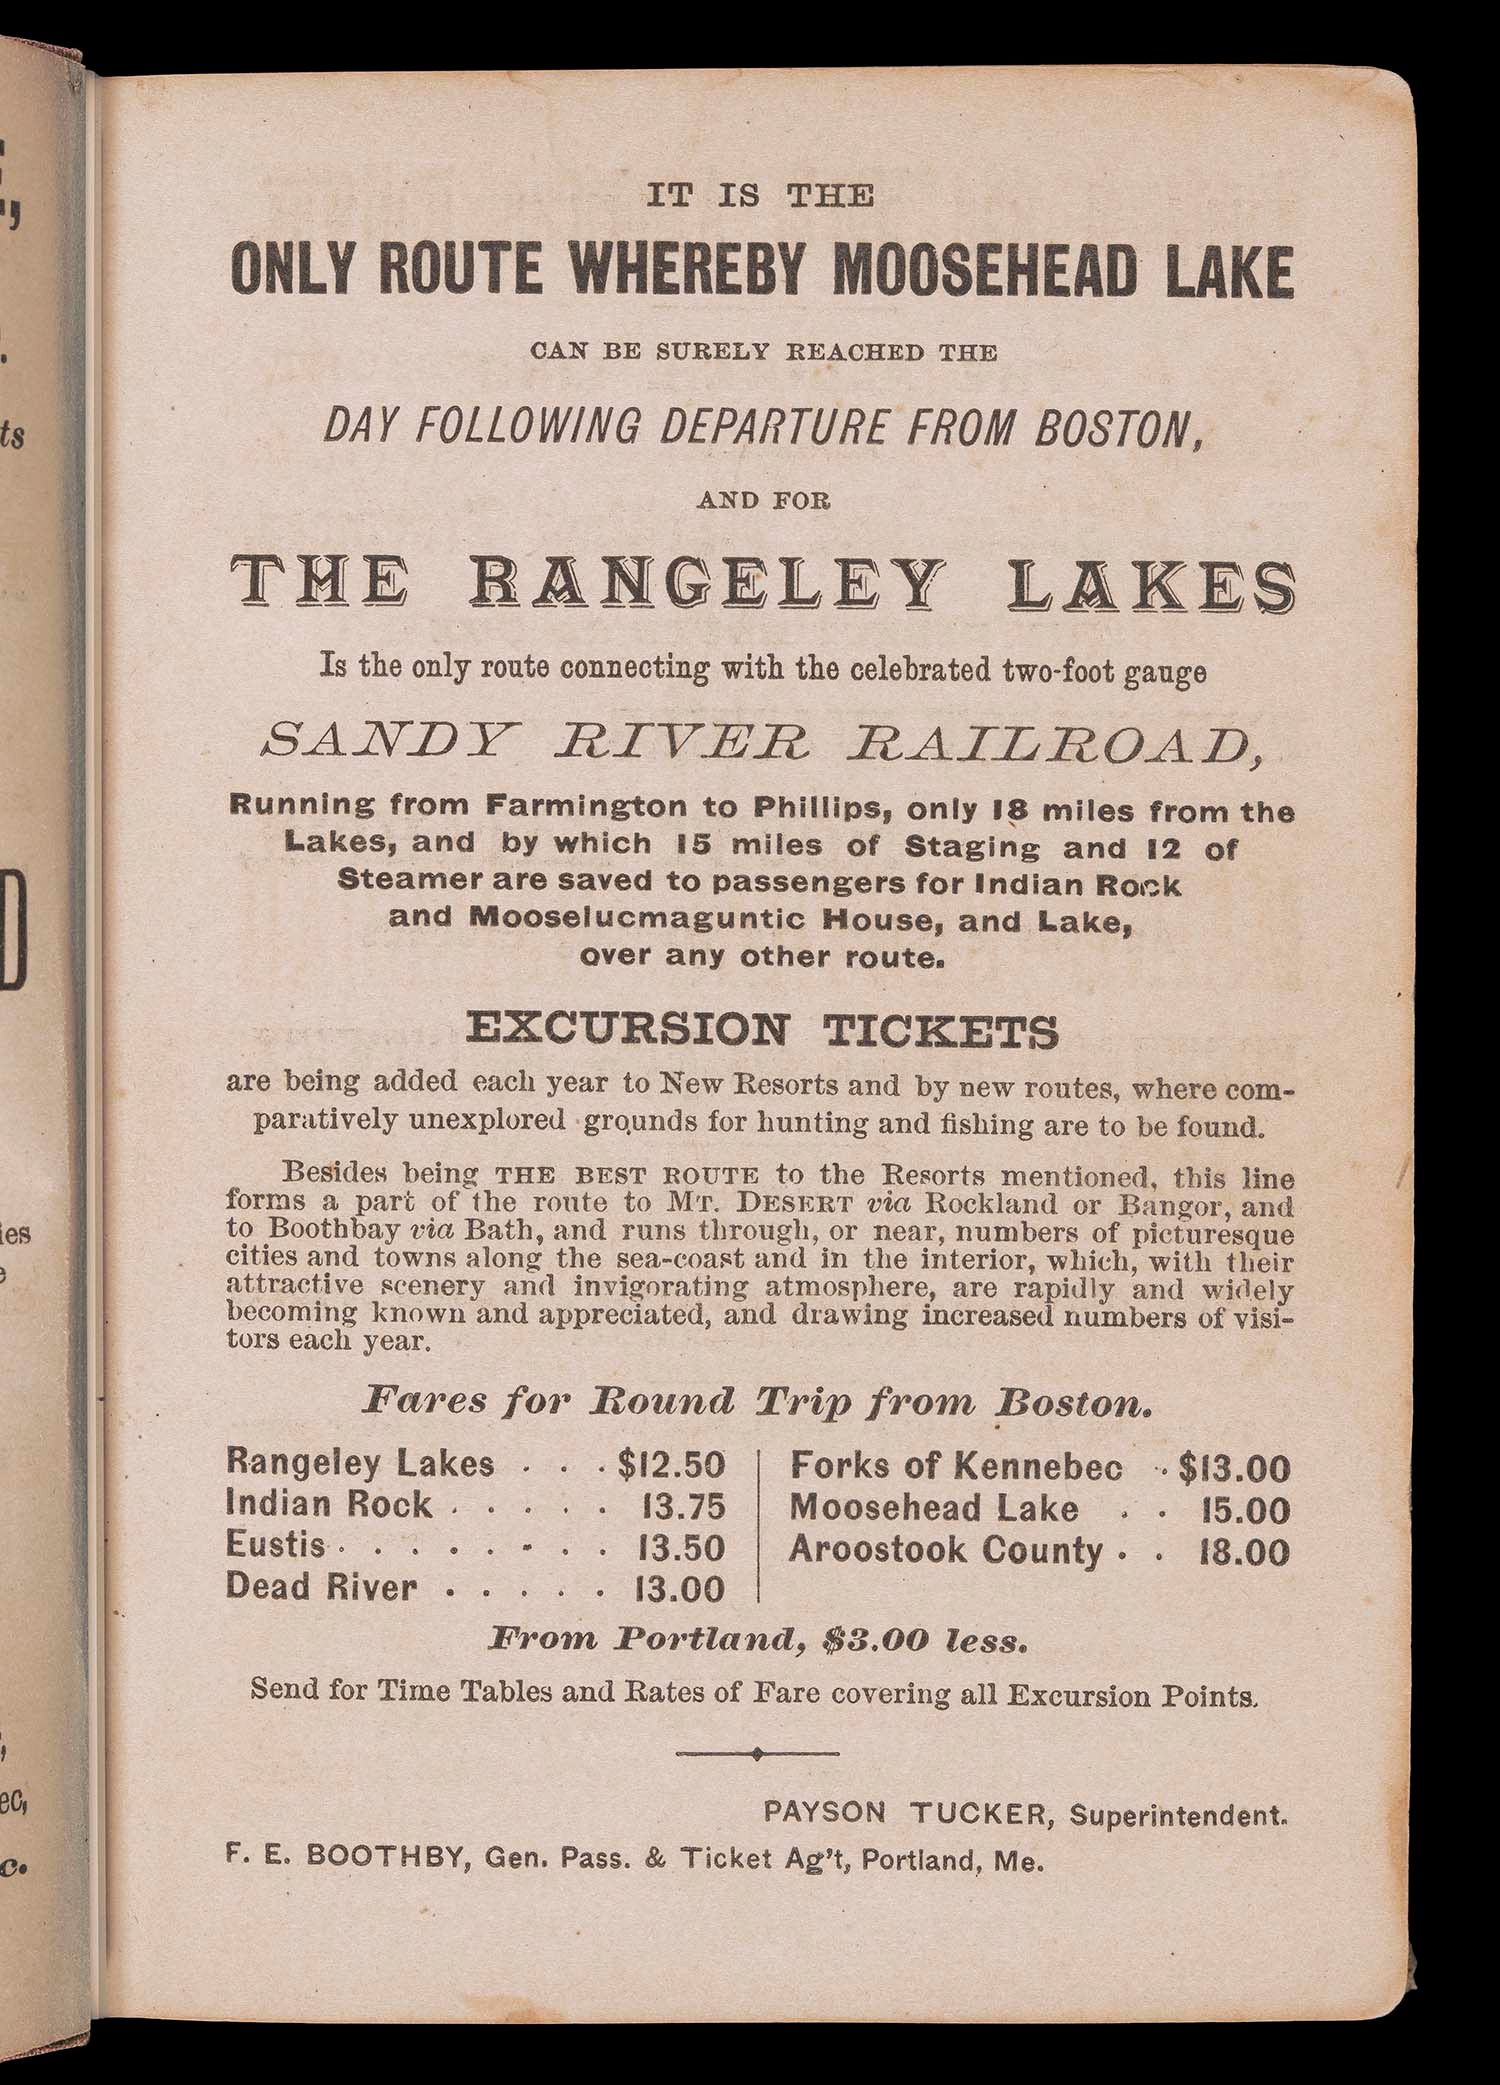 IT IS THE
ONLY ROUTE WHEREBY MOOSEHEAD LAKE
CAN BE SURELY REACHED THE
DAY FOLLOWING DEPARTURE FROM BOSTON,
AND FOR
THE RANGELEY LAKES
Is the only route connecting with the celebrated two-foot gauge
SANDY RIVER RAILROAD,
Running from Farmington to Phillips, only 18 miles from the
Lakes, and by which 15 miles of Staging and 12 of
Steamer are saved to passengers for Indian Rock
and Mooselucmaguntic House, and Lake,
over any other route.
EXCURSION TICKETS
are being added each year to New Resorts and by new routes, where com-
paratively unexplored grounds for hunting and fishing are to be found.
Besides being THE BEST ROUTE to the Resorts mentioned, this line
forms a part of the route to MT. DESERT via Rockland or Bangor, and
to Boothbay via Bath, and runs through, or near, numbers of picturesque
cities and towns along the sea-coast and in the interior, which, with their
attractive scenery and invigorating atmosphere, are rapidly and widely
becoming known and appreciated, and drawing increased numbers of visi-
tors each year.
Fares for Round Trip from Boston.
Rangeley Lakes . . . $12.50
Indian Rock . . . . . 13.75
Eustis . . . . . . . . 13.50
Dead River . . . . . 13.00
Forks of Kennebec . . $13.00
Moosehead Lake . . 15.00
Aroostook County . . 18.00
From Portland, $3.00 less.
Send for Time Tables and Rates of Fare covering all Excursion Points.
PAYSON TUCKER, Superintendent.
F. E. BOOTHBY, Gen. Pass. & Ticket Ag't, Portland, Me.